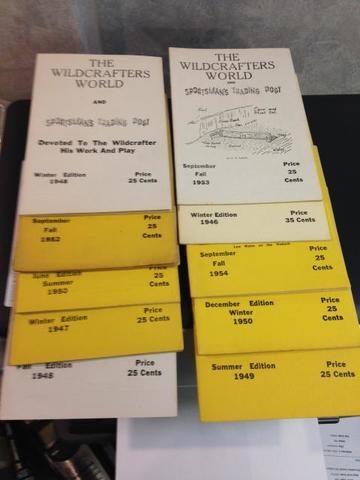 THE
WILDCRAFTERS
WORLD
AND
SPORTSMAN'S TRADING POST
Devoted To The Wildcrafter
His Work And Play
Winter Edition Price
1948 25 Cents
September Price
Fall 25
1952 Cents
June Edition Price
Summer 25
1950 Cents
Winter Edition Price
1947 25 Cents
Fall Edition Price
1948 25 Cents
THE
WILDCRAFTERS
WORLD
AND
SPORTSMAN'S TRADING POST
September Price
Fall 25
1953 Cents
Winter Edition Price
1946 35 Cents
September Price
Fall 25
1954 Cents
December Edition Price
Winter 25
1950 Cents
Summer Edition Price
1949 25 Cents